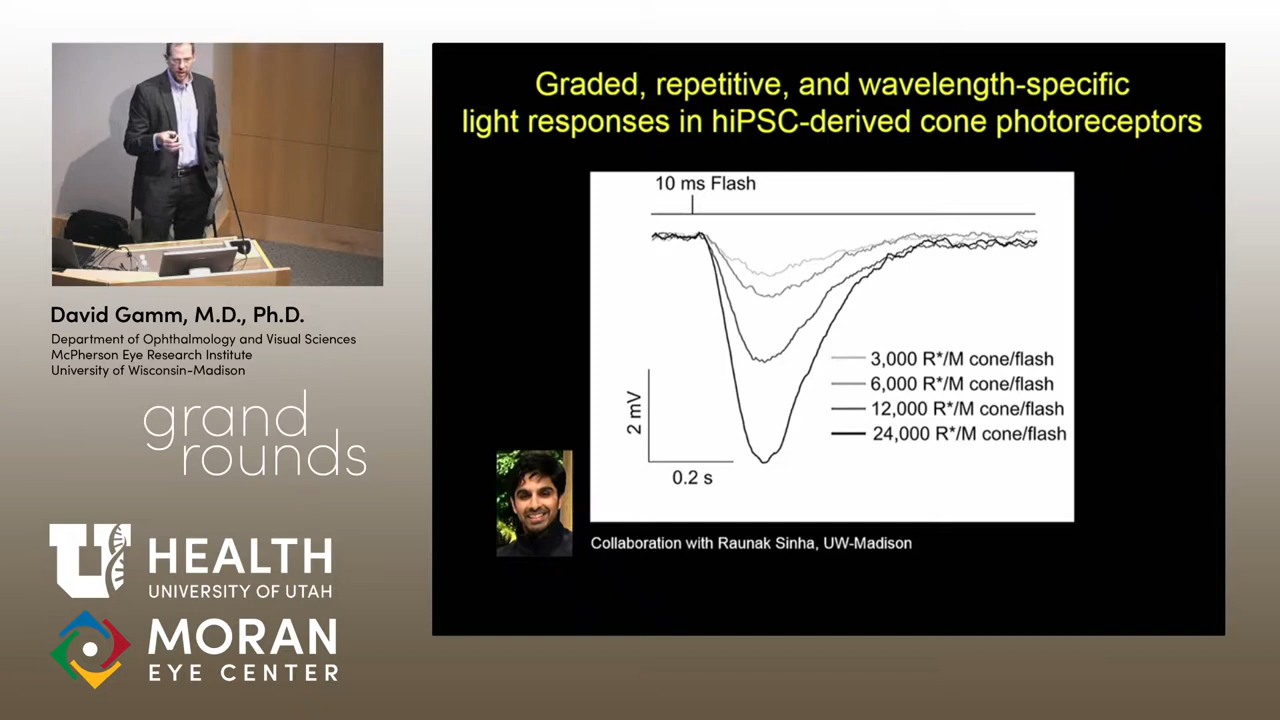 Graded, repetitive, and wavelength-specific
light responses in hiPSC-derived cone photoreceptors
10 ms Flash
3,000 R*/M cone/flash
6,000 R*/M cone/flash
12,000 R*/M cone/flash
24,000 R*/M cone/flash
2 mV
0.2 s
Collaboration with Raunak Sinha, UW-Madison
David Gamm, M.D., Ph.D.
Department of Ophthalmology and Visual Sciences
McPherson Eye Research Institute
University of Wisconsin-Madison
grand
rounds
U HEALTH
UNIVERSITY OF UTAH
MORAN
EYE CENTER